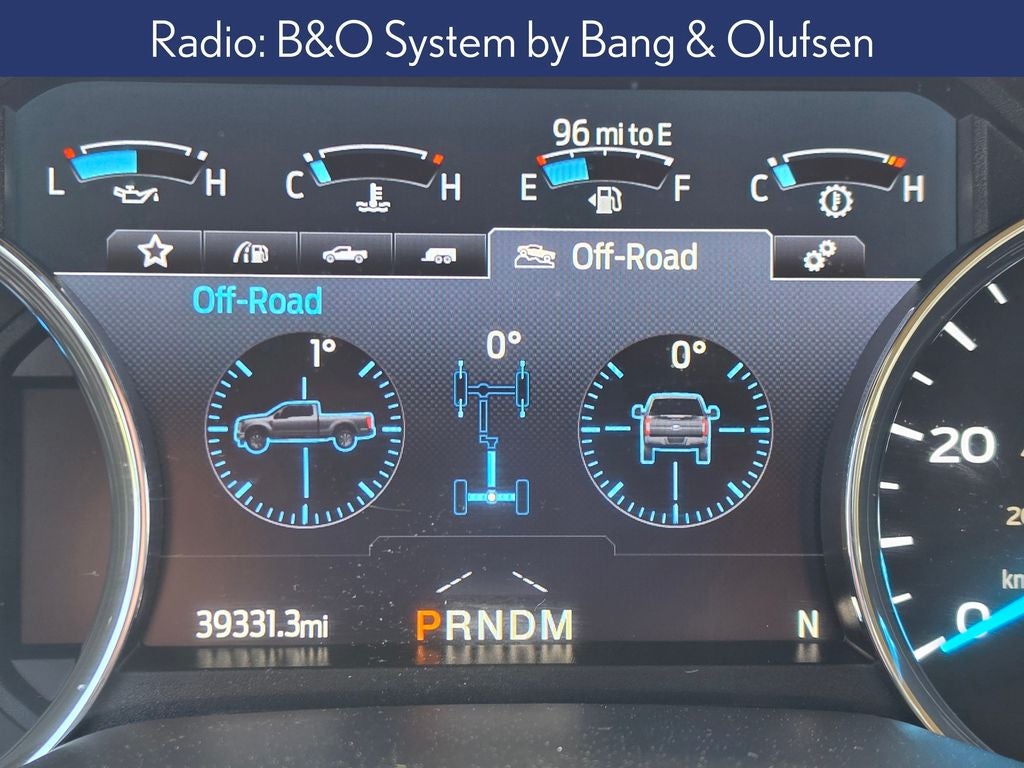 Radio: B&O System by Bang & Olufsen
96 mi to E
L H C H E F C H
Off-Road
Off-Road
1° 0° 0°
20
0
39331.3mi PRNDM N